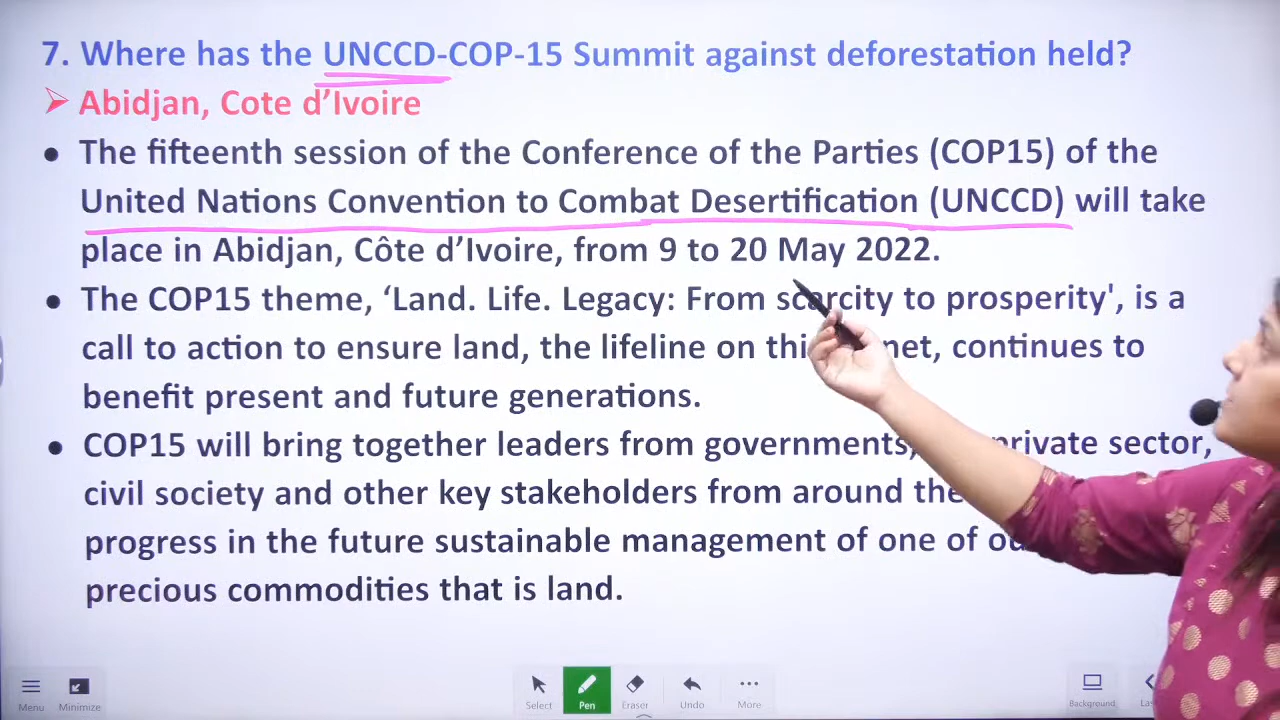 7. Where has the UNCCD-COP-15 Summit against deforestation held?
➤ Abidjan, Cote d’Ivoire
• The fifteenth session of the Conference of the Parties (COP15) of the
United Nations Convention to Combat Desertification (UNCCD) will take
place in Abidjan, Côte d’Ivoire, from 9 to 20 May 2022.
• The COP15 theme, ‘Land. Life. Legacy: From scarcity to prosperity', is a
call to action to ensure land, the lifeline on continues to
benefit present and future generations.
• COP15 will bring together leaders from governments, private sector,
civil society and other key stakeholders from around the
progress in the future sustainable management of one of
precious commodities that is land.
Menu Minimize Select Pen Eraser Undo More Background